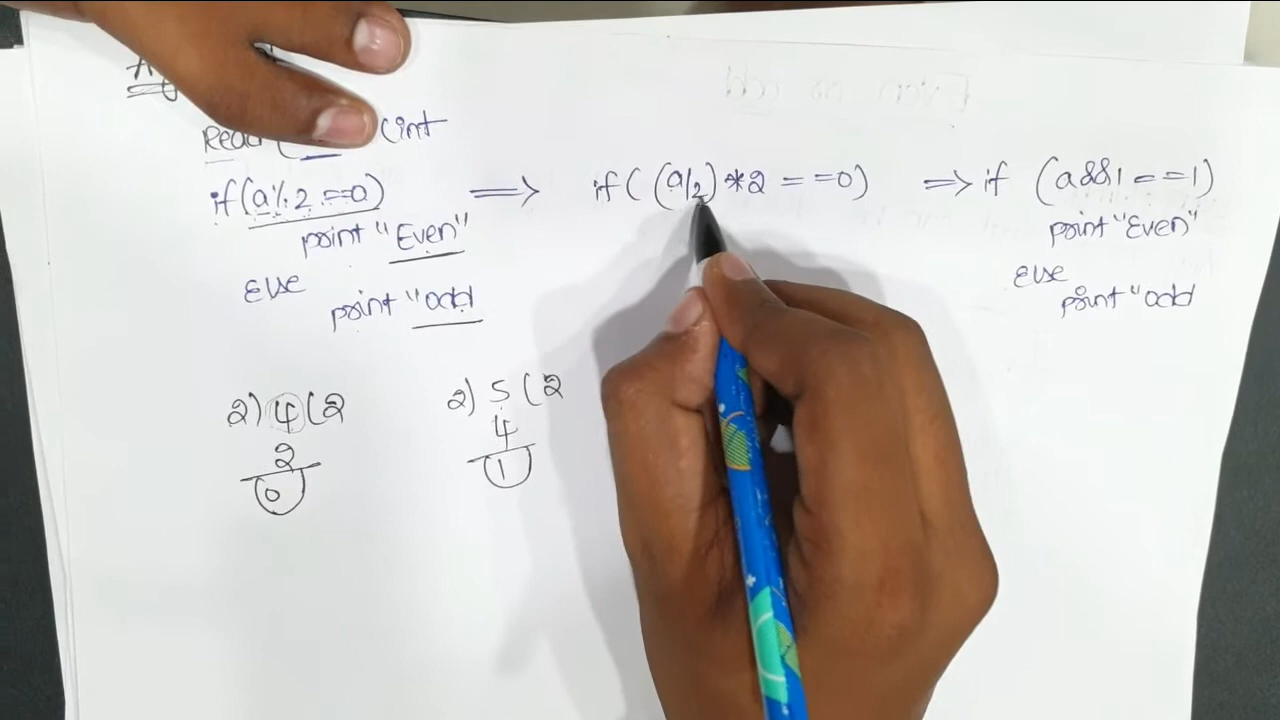 Read (int
if(a%2==0) => if((a/2)*2==0) => if (a&&1==1)
print "Even" print "Even"
Else Else
print "odd print "odd
2) 4 (2 2) 5 (2
2 4
0 1